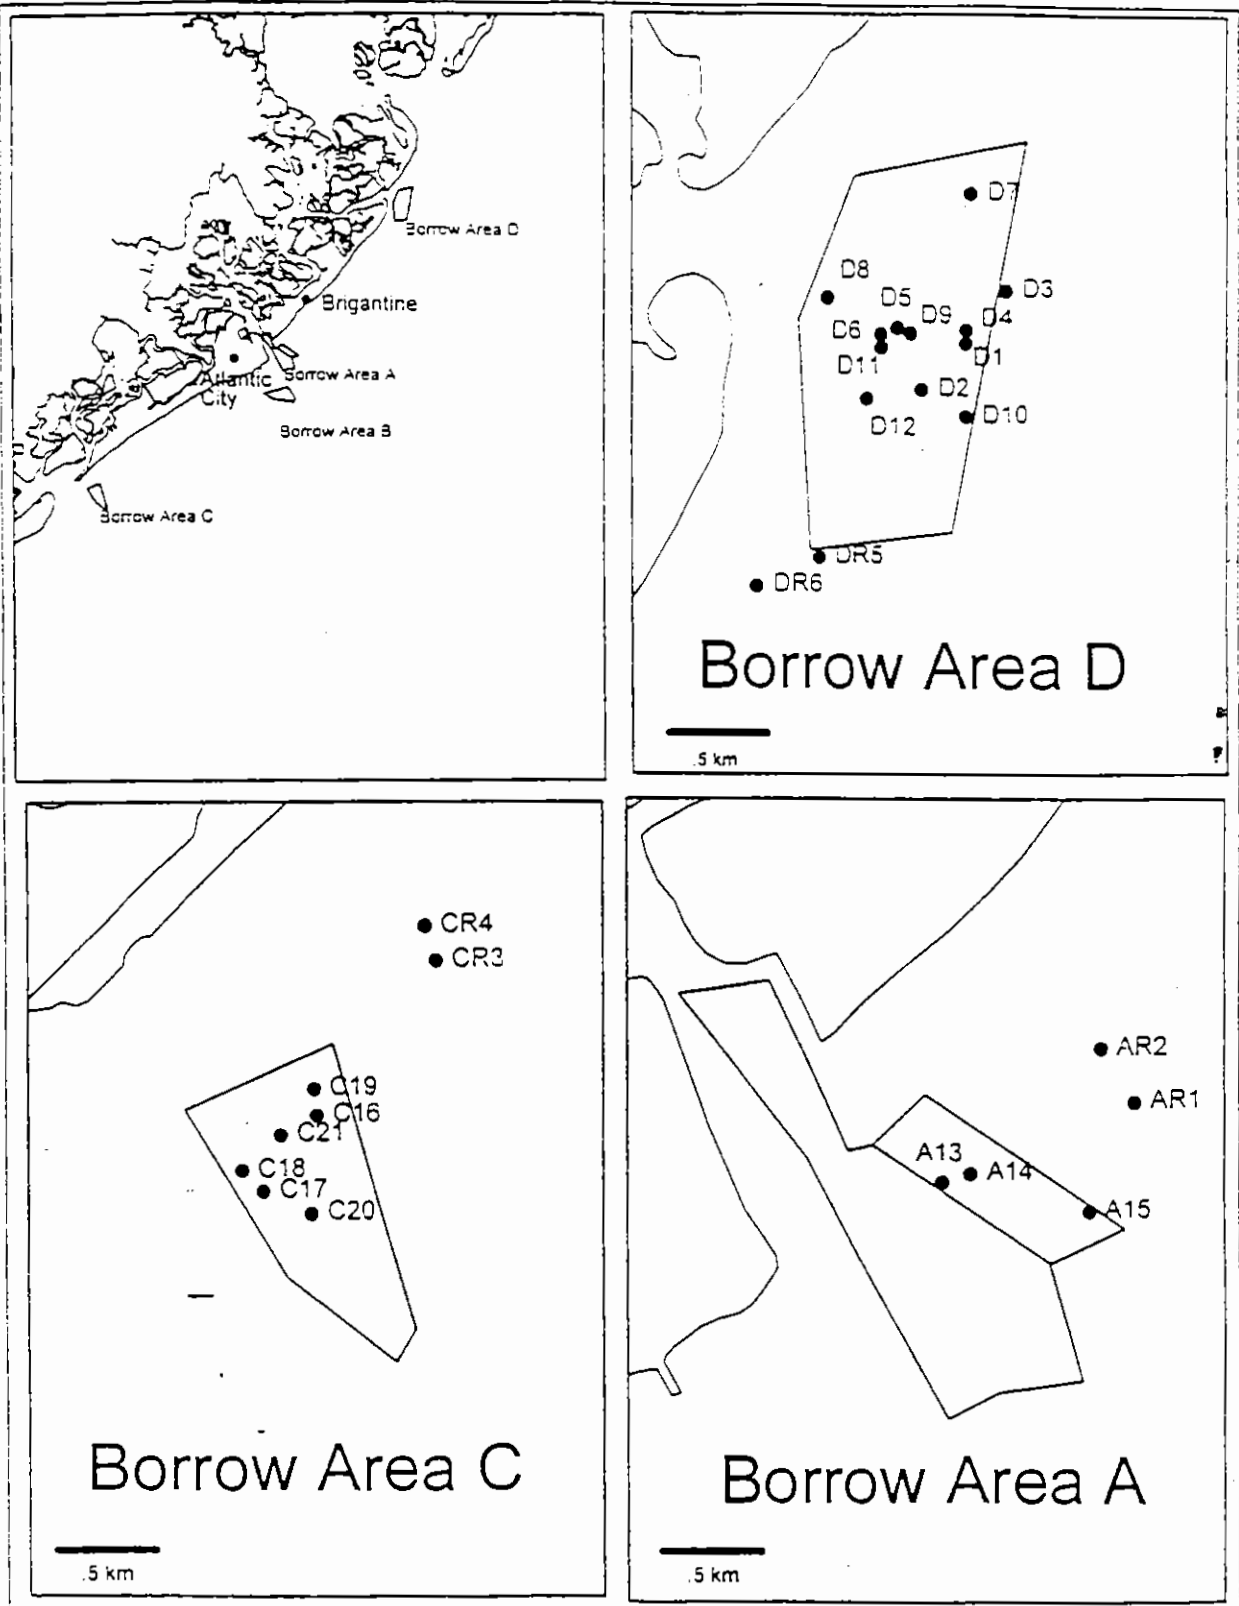 Borrow Area D
Brigantine
Borrow Area A
Atlantic
City
Borrow Area B
Borrow Area C
D7
D8
D3
D5
D9
D4
D6
D1
D11
D2
D10
D12
DR5
DR6
Borrow Area D
.5 km
CR4
CR3
C19
C16
C21
C18
C17
C20
Borrow Area C
.5 km
AR2
AR1
A13
A14
A15
Borrow Area A
.5 km